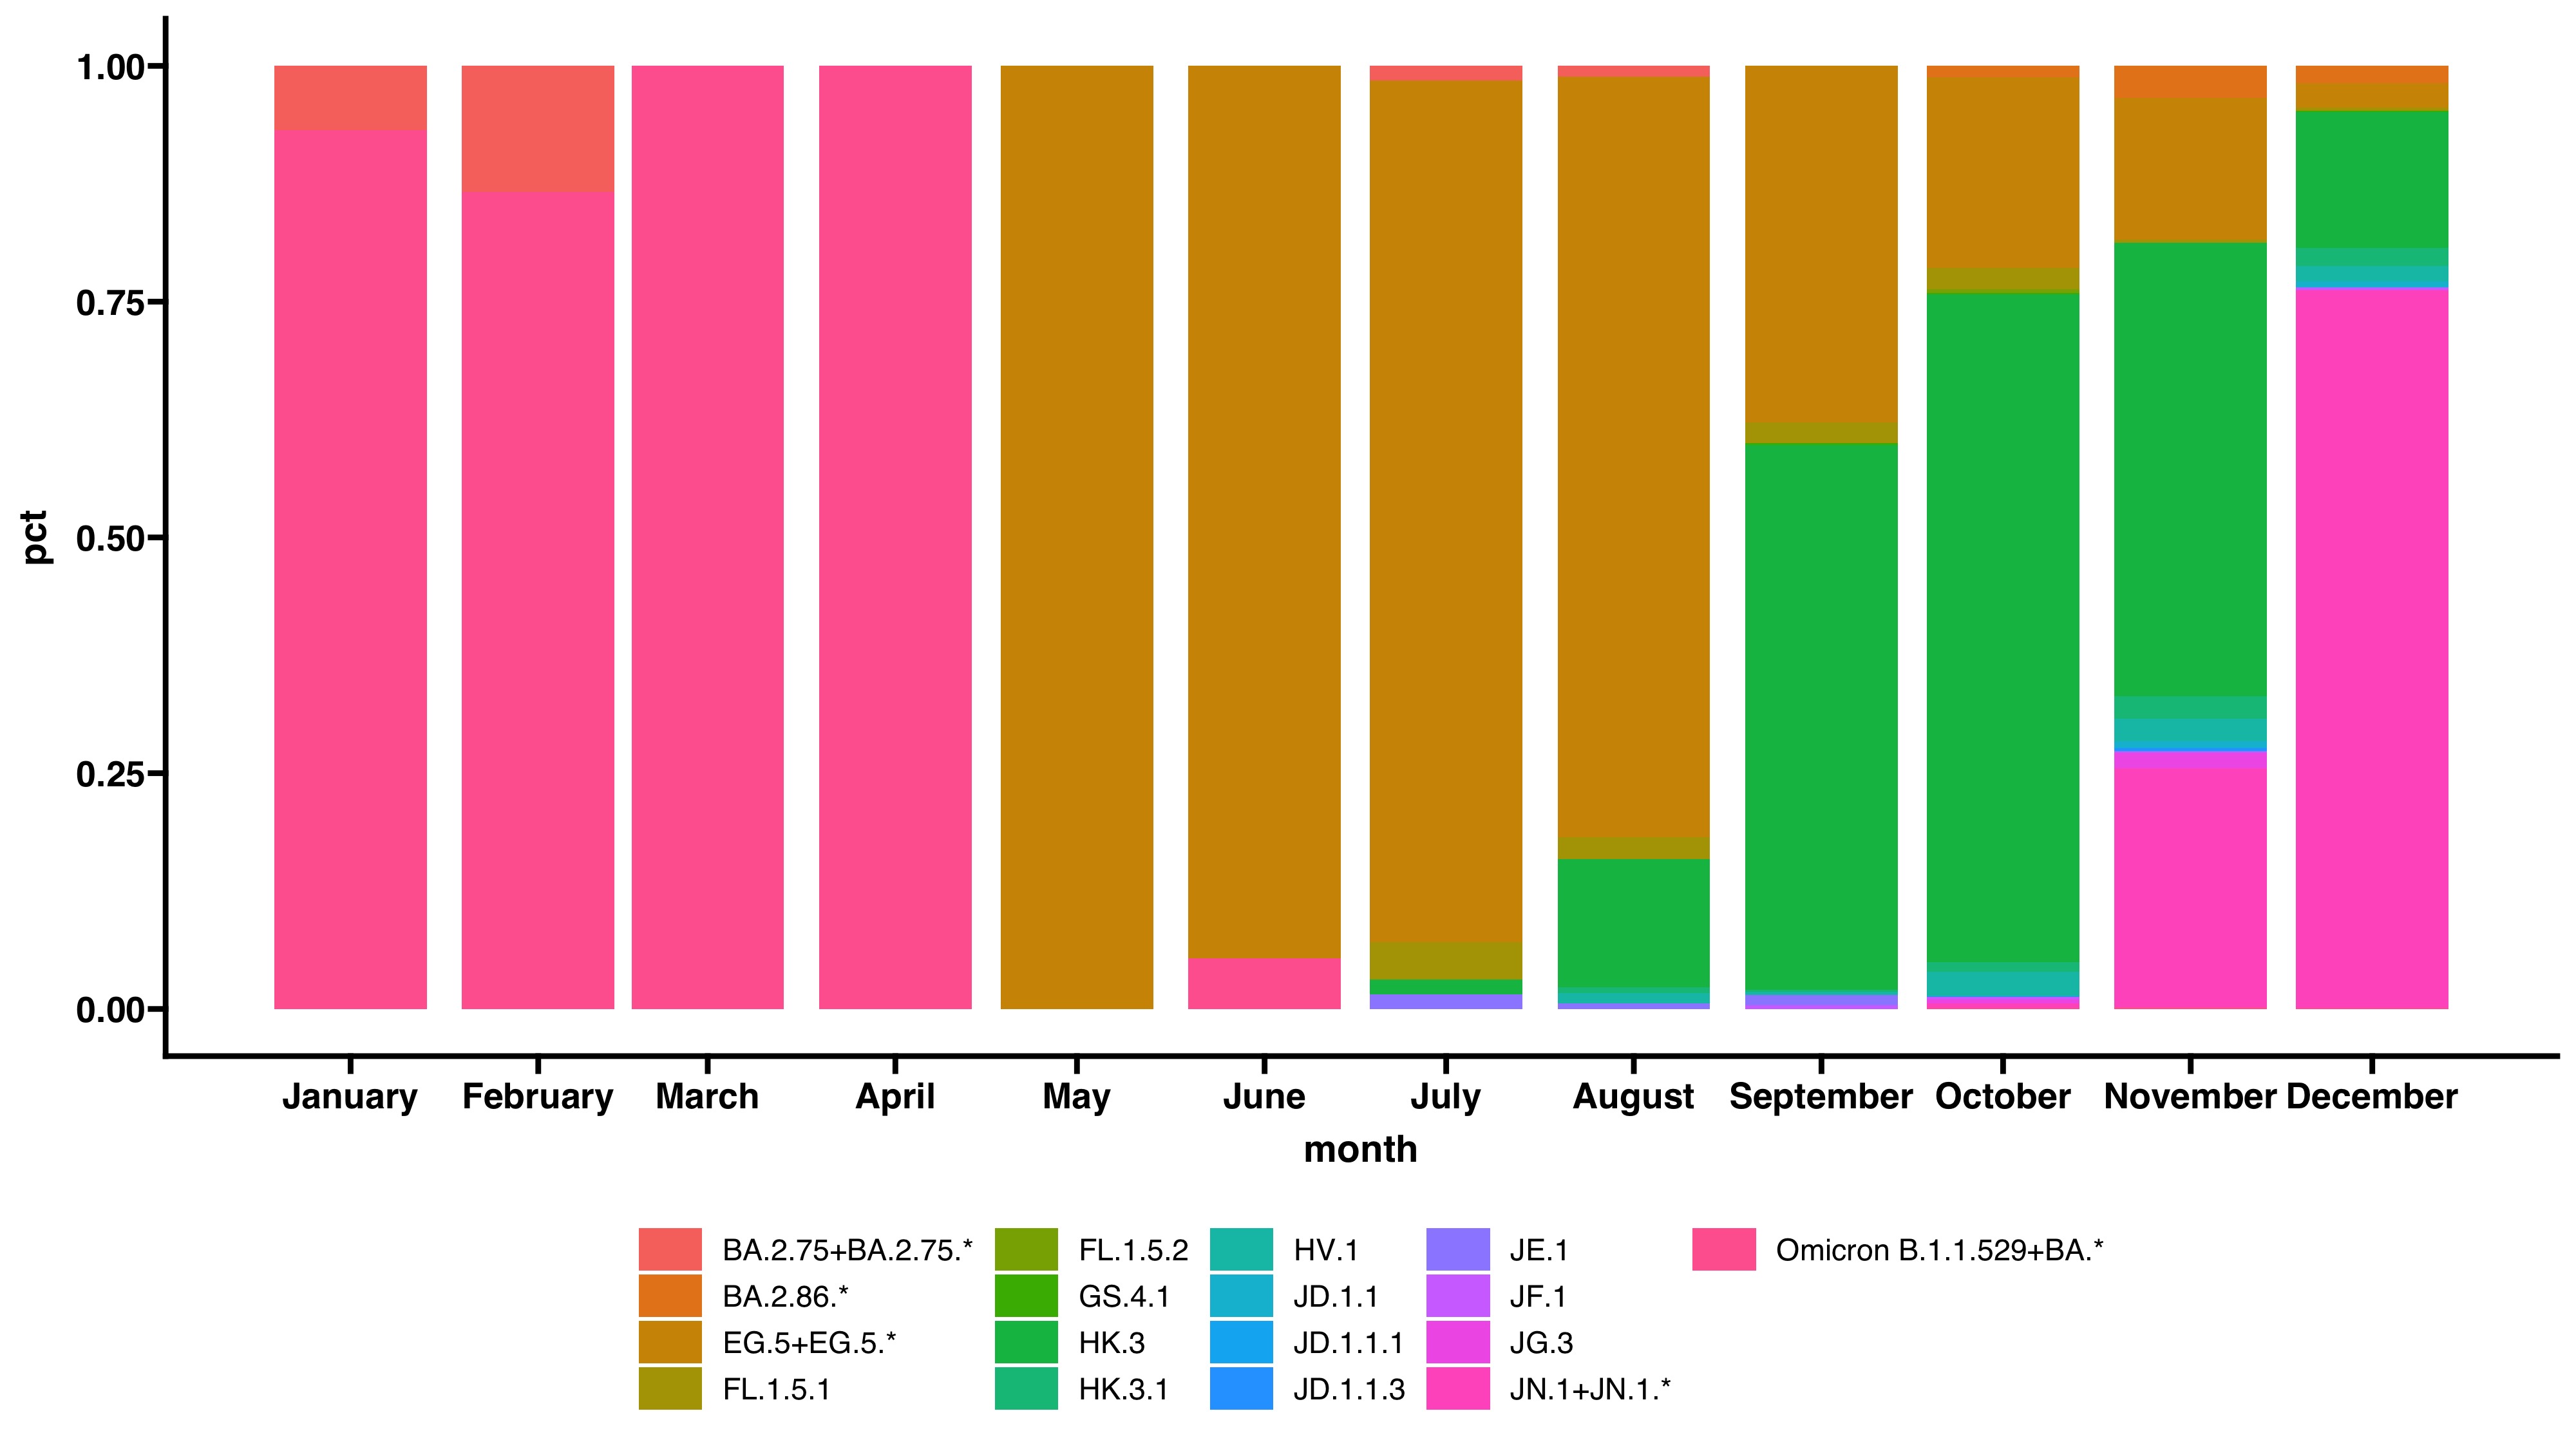 1.00
0.75
0.50
0.25
0.00
pct
January February March April May June July August September October November December
month
BA.2.75+BA.2.75.* FL.1.5.2 HV.1 JE.1 Omicron B.1.1.529+BA.*
BA.2.86.* GS.4.1 JD.1.1 JF.1
EG.5+EG.5.* HK.3 JD.1.1.1 JG.3
FL.1.5.1 HK.3.1 JD.1.1.3 JN.1+JN.1.*